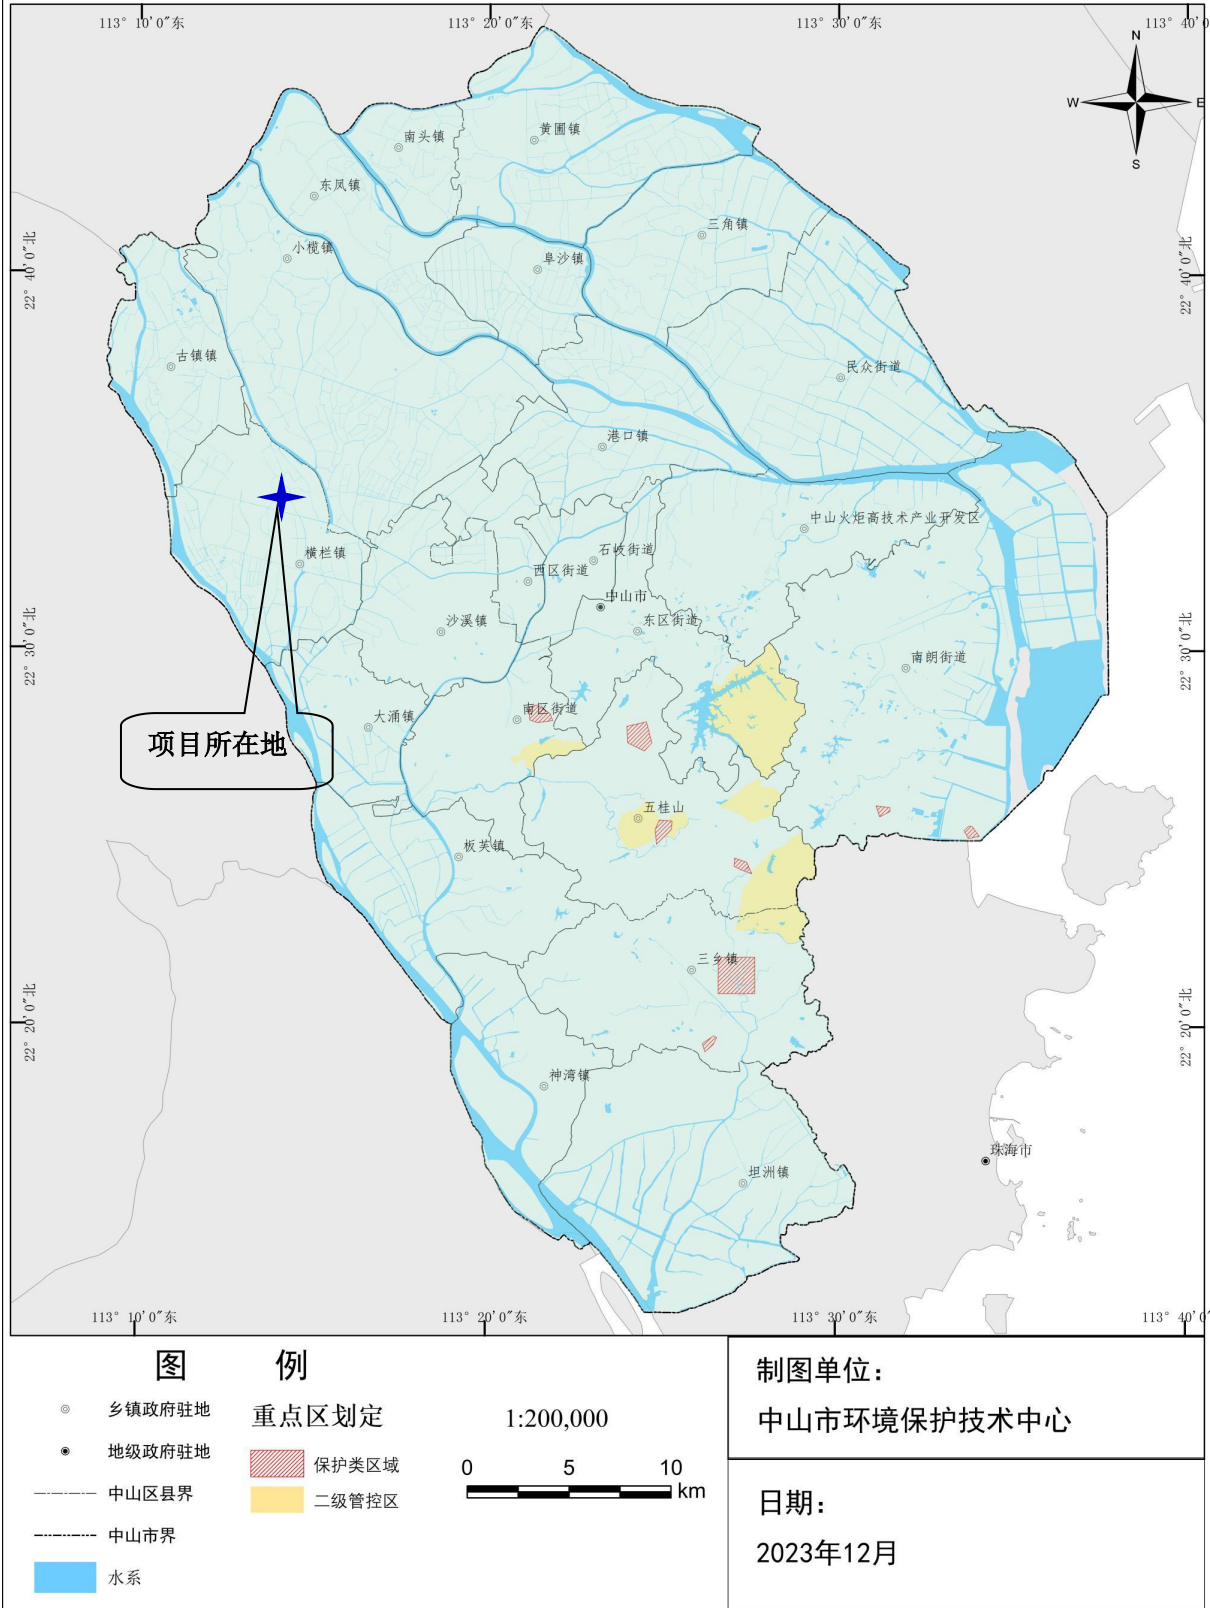 113° 10'0"东
113° 20'0"东
113° 30'0"东
113° 40'0
N
W
E
S
南头镇
黄圃镇
东凤镇
三角镇
小榄镇
阜沙镇
22° 40'0"北
22° 40'0"北
古镇镇
民众街道
港口镇
中山火炬高技术产业开发区
横栏镇
石岐街道
西区街道
中山市
沙溪镇
东区街道
22° 30'0"北
22° 30'0"北
南朗街道
大涌镇
南区街道
项目所在地
五桂山
板芙镇
三乡镇
22° 20'0"北
22° 20'0"北
神湾镇
珠海市
坦洲镇
113° 10'0"东
113° 20'0"东
113° 30'0"东
113° 40'0
图 例
乡镇政府驻地
地级政府驻地
中山区县界
中山市界
水系
重点区划定
保护类区域
二级管控区
1:200,000
0 5 10
km
制图单位：
中山市环境保护技术中心
日期：
2023年12月